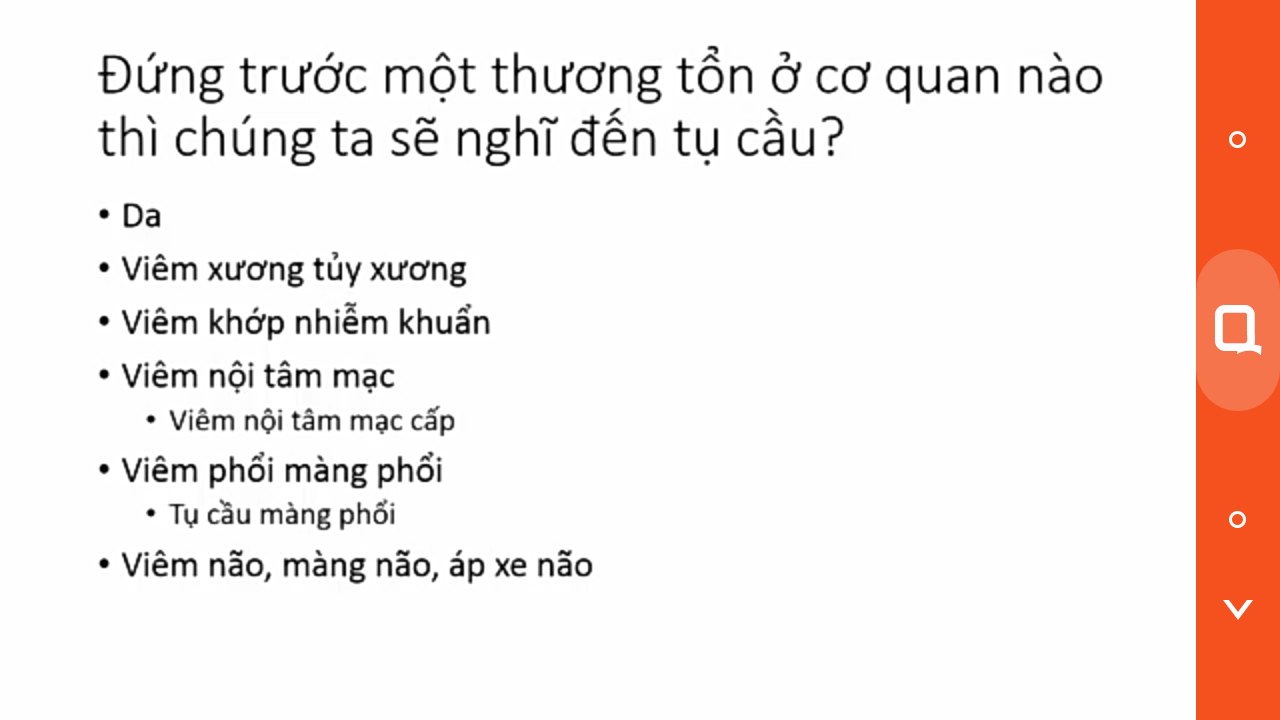 Đứng trước một thương tổn ở cơ quan nào
thì chúng ta sẽ nghĩ đến tụ cầu?
• Da
• Viêm xương tủy xương
• Viêm khớp nhiễm khuẩn
• Viêm nội tâm mạc
• Viêm nội tâm mạc cấp
• Viêm phổi màng phổi
• Tụ cầu màng phổi
• Viêm não, màng não, áp xe não